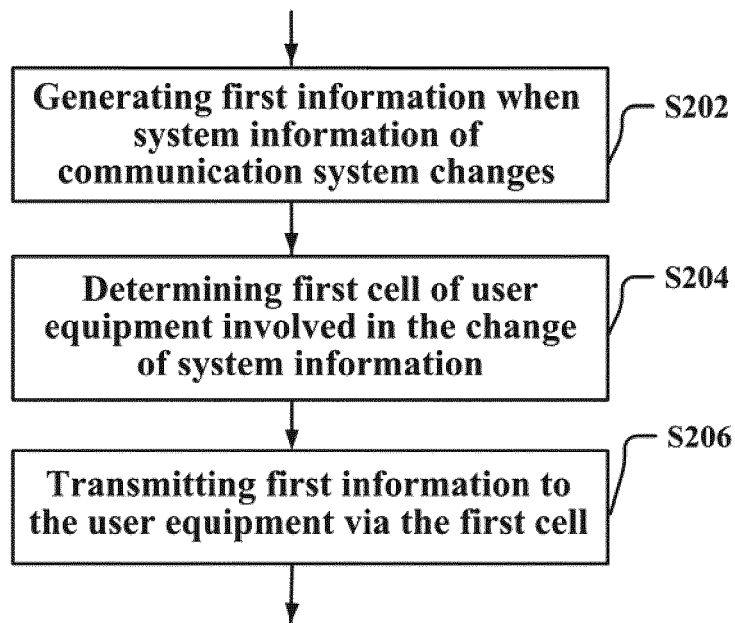 Generating first information when
system information of
communication system changes
S202
Determining first cell of user
equipment involved in the change
of system information
S204
Transmitting first information to
the user equipment via the first cell
S206